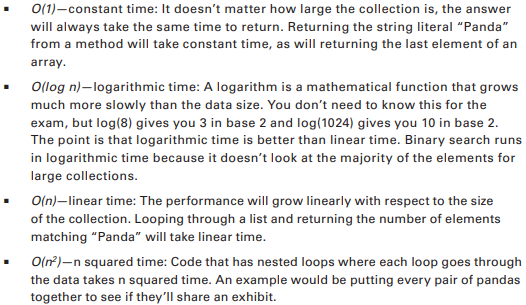 ▪ O(1)—constant time: It doesn't matter how large the collection is, the answer
will always take the same time to return. Returning the string literal “Panda”
from a method will take constant time, as will returning the last element of an
array.
▪ O(log n)—logarithmic time: A logarithm is a mathematical function that grows
much more slowly than the data size. You don't need to know this for the
exam, but log(8) gives you 3 in base 2 and log(1024) gives you 10 in base 2.
The point is that logarithmic time is better than linear time. Binary search runs
in logarithmic time because it doesn't look at the majority of the elements for
large collections.
▪ O(n)—linear time: The performance will grow linearly with respect to the size
of the collection. Looping through a list and returning the number of elements
matching “Panda” will take linear time.
▪ O(n²)—n squared time: Code that has nested loops where each loop goes through
the data takes n squared time. An example would be putting every pair of pandas
together to see if they'll share an exhibit.